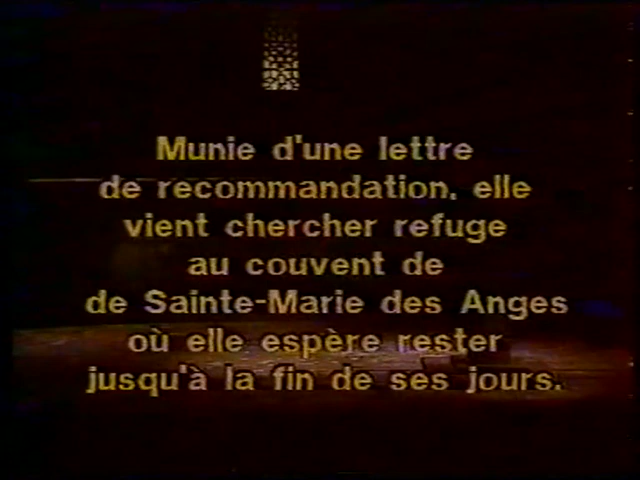 Munie d'une lettre
de recommandation. elle
vient chercher refuge
au couvent de
de Sainte-Marie des Anges
où elle espère rester
jusqu'à la fin de ses jours.